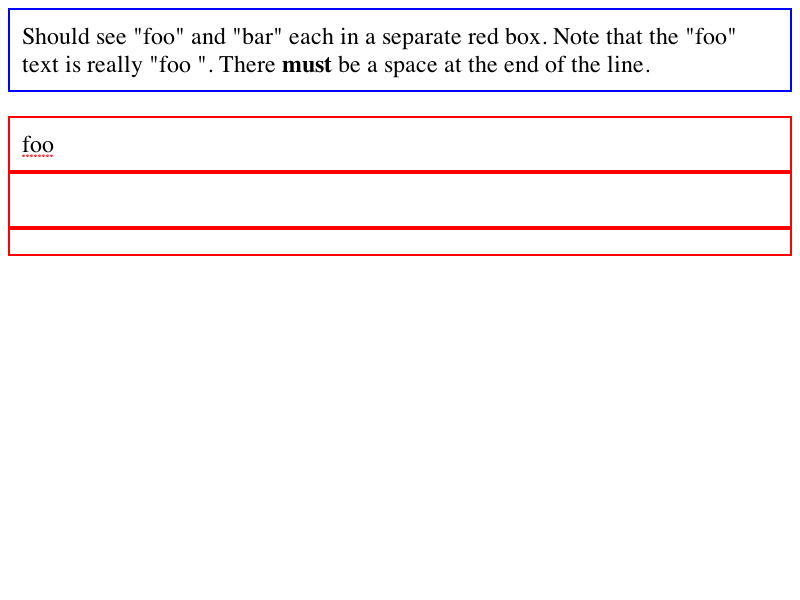 Should see "foo" and "bar" each in a separate red box. Note that the "foo"
text is really "foo ". There must be a space at the end of the line.
foo